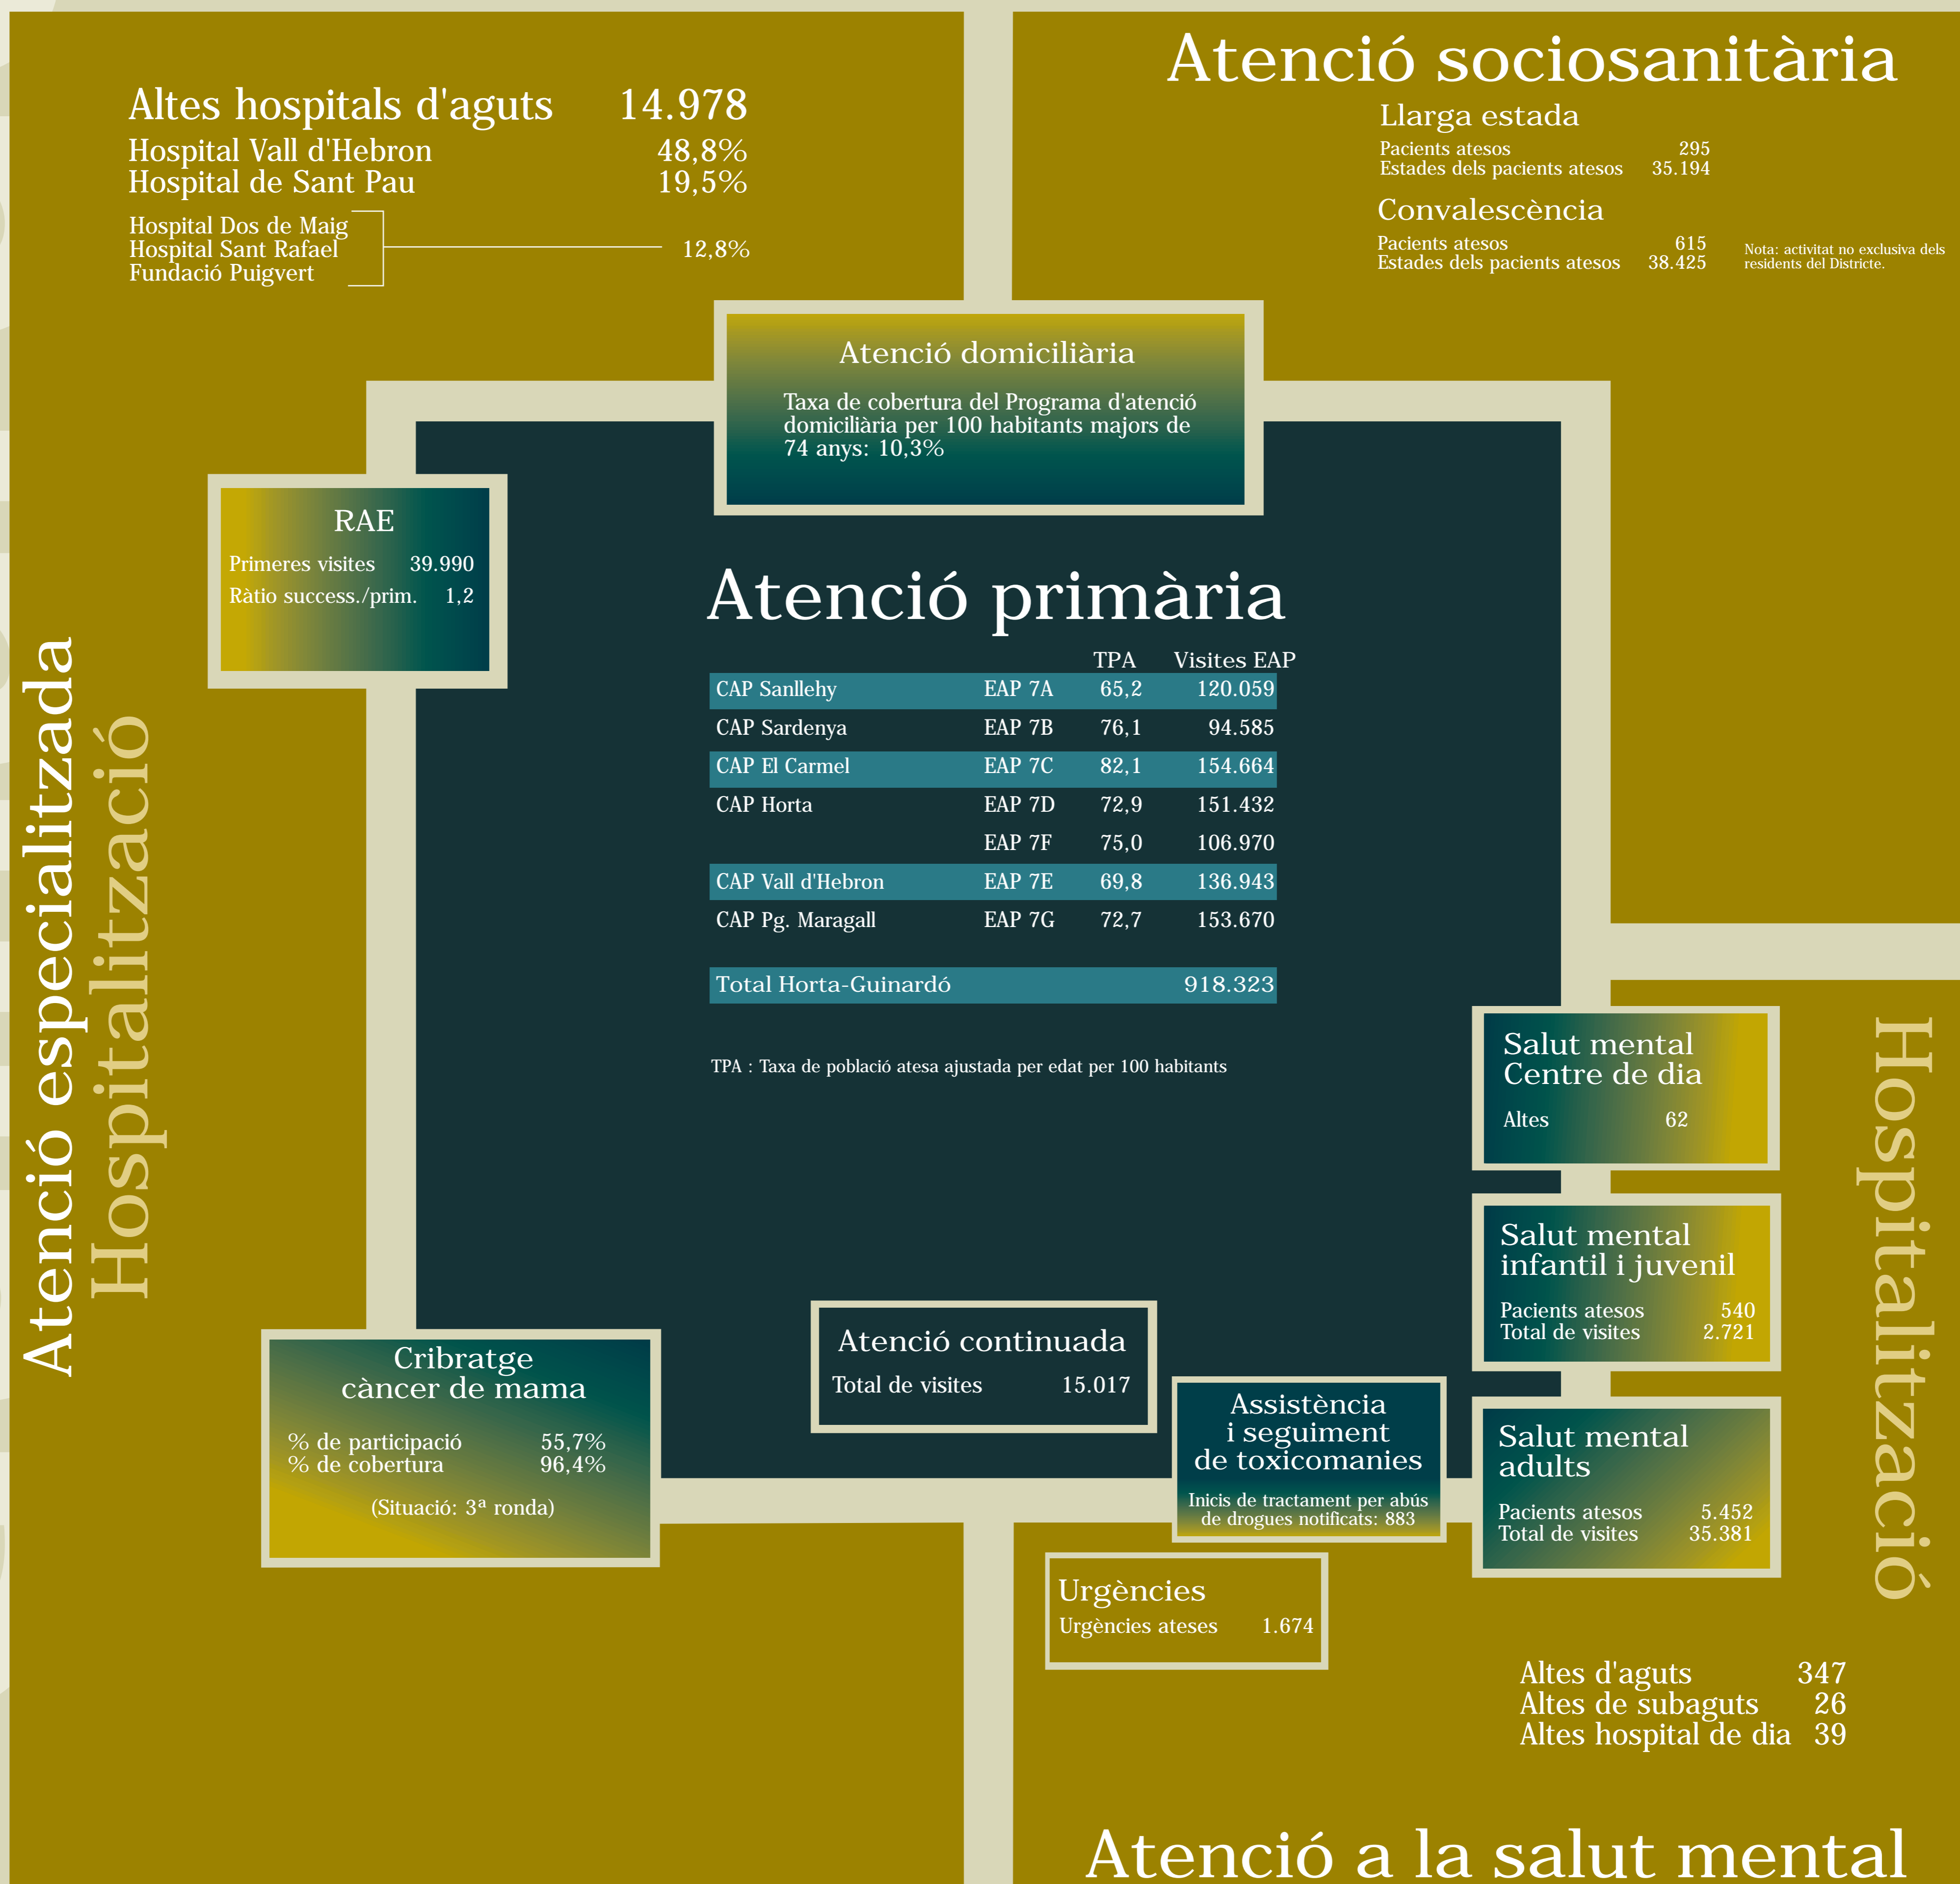 Altes hospitals d'aguts 14.978
Hospital Vall d'Hebron 48,8%
Hospital de Sant Pau 19,5%
Hospital Dos de Maig
Hospital Sant Rafael 12,8%
Fundació Puigvert
Atenció sociosanitària
Llarga estada
Pacients atesos 295
Estades dels pacients atesos 35.194
Convalescència
Pacients atesos 615
Estades dels pacients atesos 38.425
Nota: activitat no exclusiva dels
residents del Districte.
Atenció domiciliària
Taxa de cobertura del Programa d'atenció
domiciliària per 100 habitants majors de
74 anys: 10,3%
RAE
Primeres visites 39.990
Ràtio success./prim. 1,2
Atenció especialitzada
Hospitalització
Atenció primària
TPA Visites EAP
CAP Sanllehy EAP 7A 65,2 120.059
CAP Sardenya EAP 7B 76,1 94.585
CAP El Carmel EAP 7C 82,1 154.664
CAP Horta EAP 7D 72,9 151.432
EAP 7F 75,0 106.970
CAP Vall d'Hebron EAP 7E 69,8 136.943
CAP Pg. Maragall EAP 7G 72,7 153.670
Total Horta-Guinardó 918.323
TPA : Taxa de població atesa ajustada per edat per 100 habitants
Salut mental
Centre de dia
Altes 62
Salut mental
infantil i juvenil
Pacients atesos 540
Total de visites 2.721
Salut mental
adults
Pacients atesos 5.452
Total de visites 35.381
Hospitalització
Cribratge
càncer de mama
% de participació 55,7%
% de cobertura 96,4%
(Situació: 3ª ronda)
Atenció continuada
Total de visites 15.017
Assistència
i seguiment
de toxicomanies
Inicis de tractament per abús
de drogues notificats: 883
Urgències
Urgències ateses 1.674
Altes d'aguts 347
Altes de subaguts 26
Altes hospital de dia 39
Atenció a la salut mental